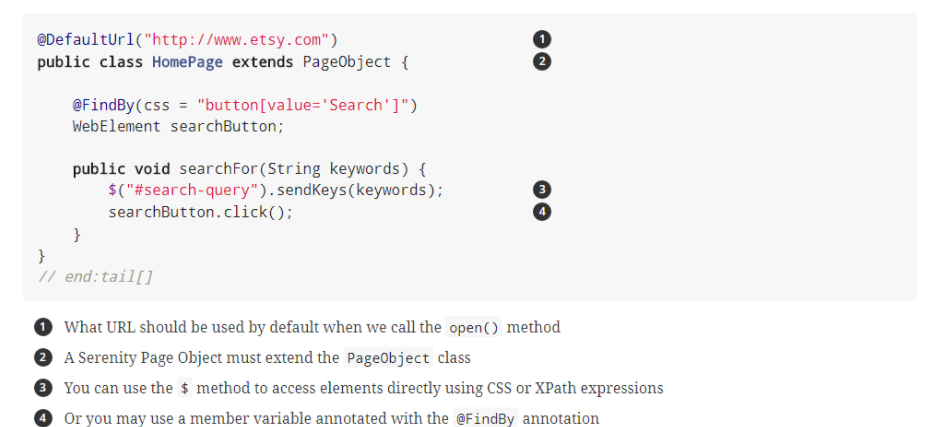 @DefaultUrl("http://www.etsy.com") 1
public class HomePage extends PageObject { 2
@FindBy(css = "button[value='Search']")
WebElement searchButton;
public void searchFor(String keywords) {
$("#search-query").sendKeys(keywords); 3
searchButton.click(); 4
}
}
// end:tail[]
1 What URL should be used by default when we call the open() method
2 A Serenity Page Object must extend the PageObject class
3 You can use the $ method to access elements directly using CSS or XPath expressions
4 Or you may use a member variable annotated with the @FindBy annotation